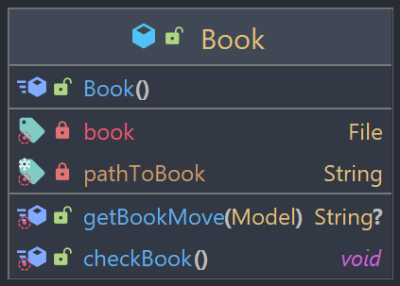 Book
Book()
book File
pathToBook String
getBookMove(Model) String?
checkBook() void